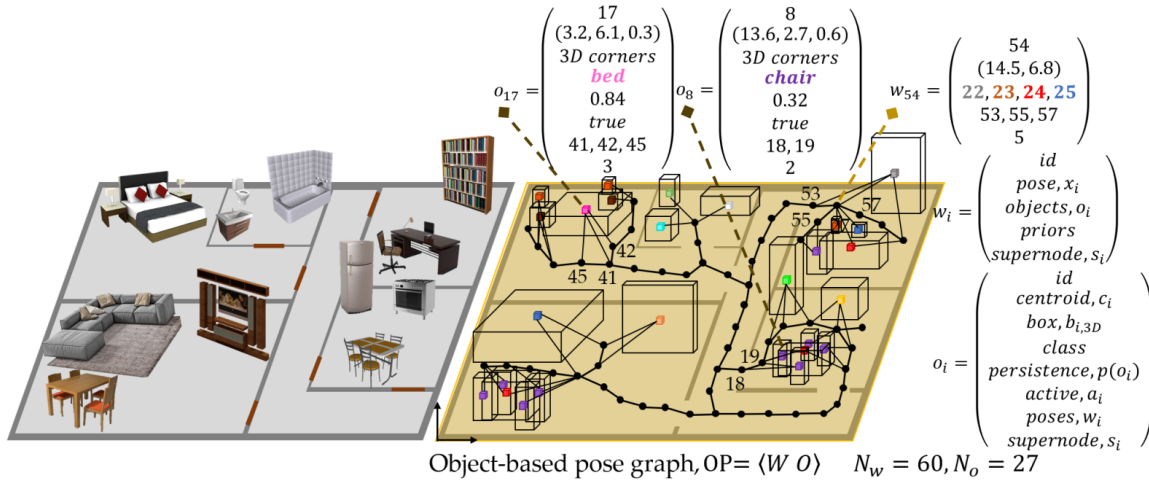 o₁₇ =
17
(3.2, 6.1, 0.3)
3D corners
bed
0.84
true
41, 42, 45
3
o₈ =
8
(13.6, 2.7, 0.6)
3D corners
chair
0.32
true
18, 19
2
w₅₄ =
54
(14.5, 6.8)
22, 23, 24, 25
53, 55, 57
5
wᵢ =
id
pose, xᵢ
objects, oᵢ
priors
supernode, sᵢ
oᵢ =
id
centroid, cᵢ
box, bᵢ,₃D
class
persistence, p(oᵢ)
active, aᵢ
poses, wᵢ
supernode, sᵢ
53
57
55
42
45
41
19
18
Object-based pose graph, OP= ⟨W O⟩ N_w = 60, N_o = 27